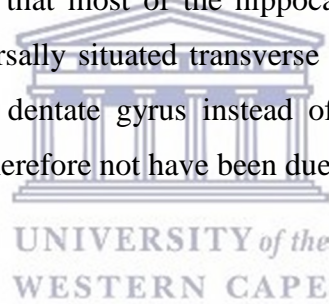 that most of the hippoca
rsally situated transverse
dentate gyrus instead of
herefore not have been due
UNIVERSITY of the
WESTERN CAPE